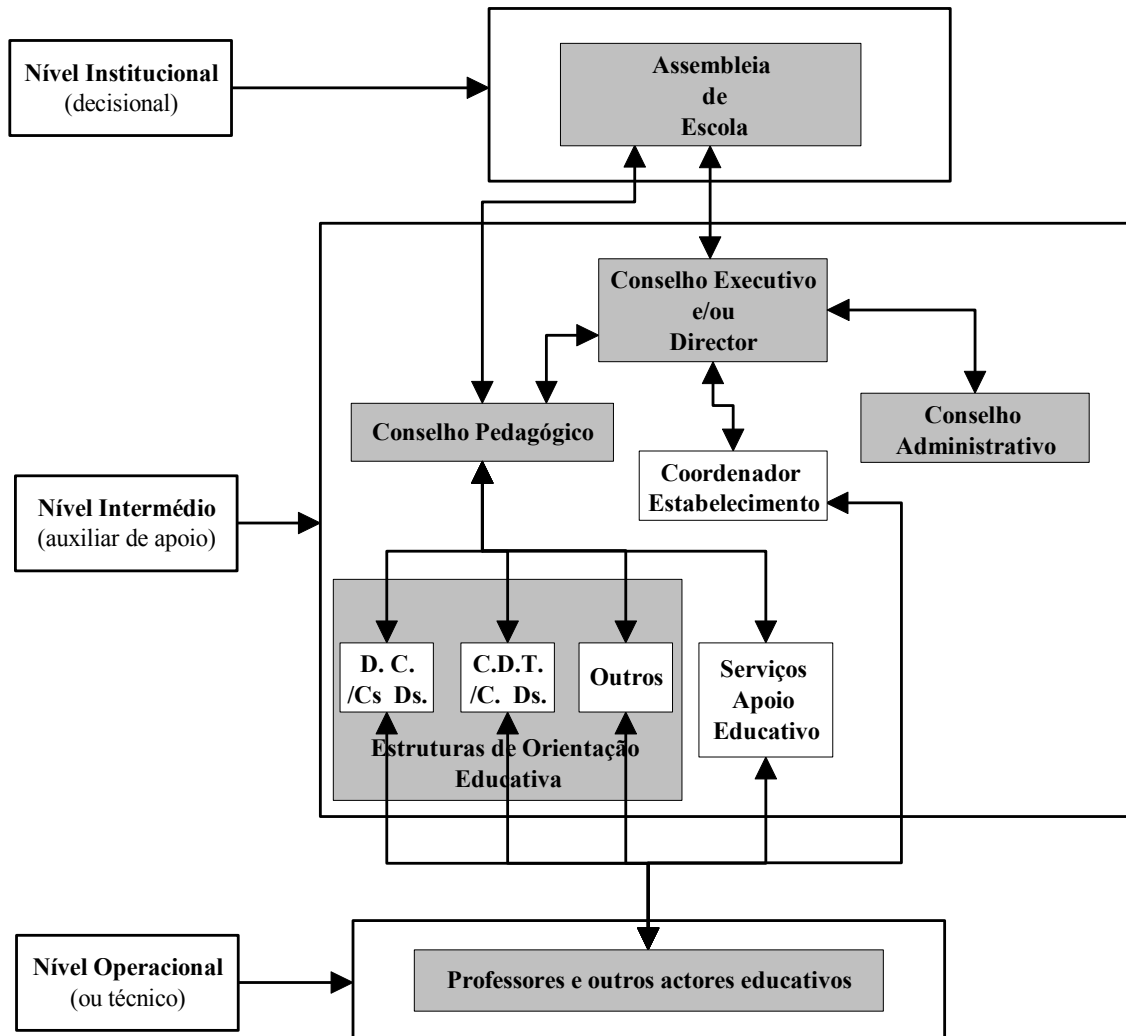 Nível Institucional
(decisional)
Assembleia
de
Escola
Conselho Executivo
e/ou
Director
Conselho Pedagógico
Conselho
Administrativo
Coordenador
Estabelecimento
Nível Intermédio
(auxiliar de apoio)
D. C.
/Cs Ds.
C.D.T.
/C. Ds.
Outros
Serviços
Apoio
Educativo
Estruturas de Orientação
Educativa
Nível Operacional
(ou técnico)
Professores e outros actores educativos